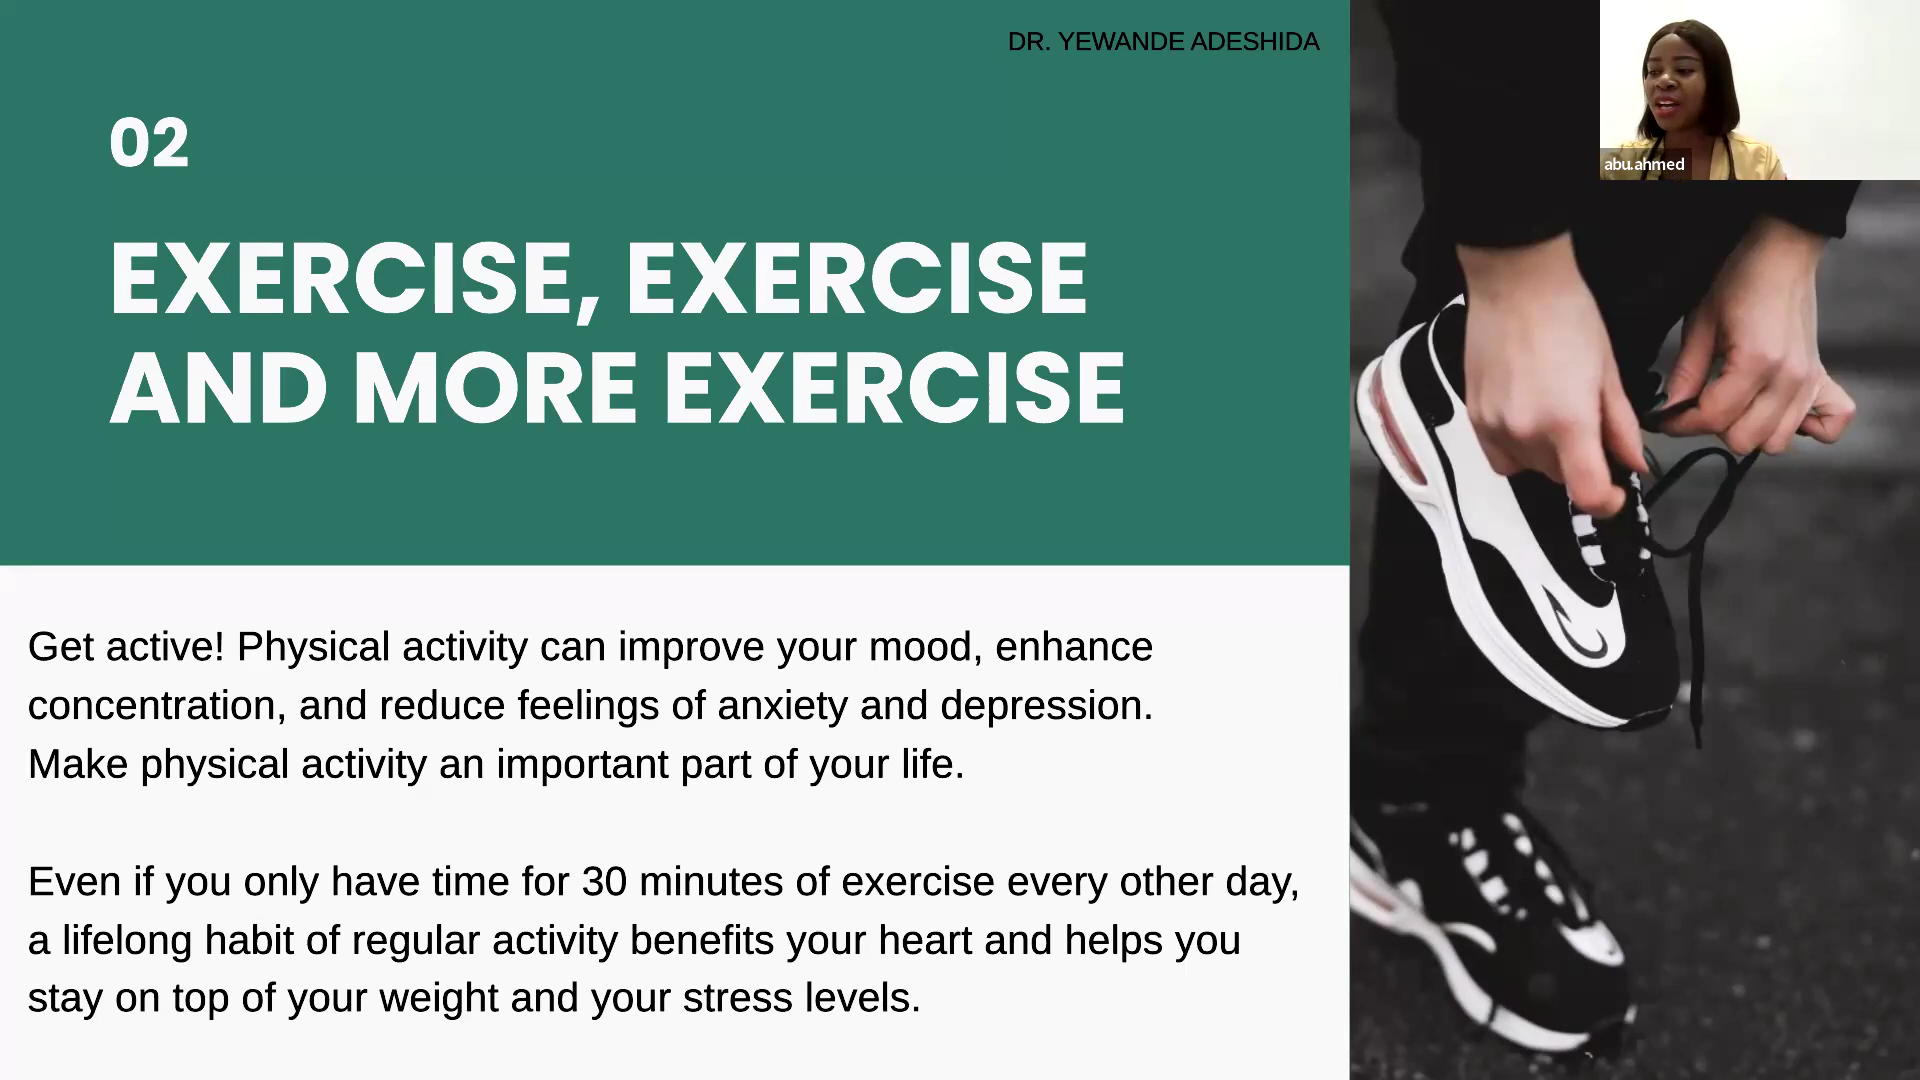 DR. YEWANDE ADESHIDA
abu.ahmed
02
EXERCISE, EXERCISE
AND MORE EXERCISE
Get active! Physical activity can improve your mood, enhance
concentration, and reduce feelings of anxiety and depression.
Make physical activity an important part of your life.
Even if you only have time for 30 minutes of exercise every other day,
a lifelong habit of regular activity benefits your heart and helps you
stay on top of your weight and your stress levels.